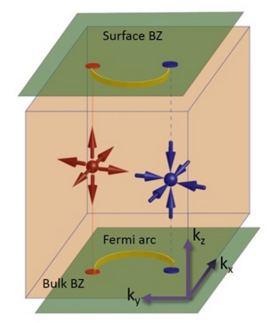 Surface BZ
Fermi arc
k_z
k_x
Bulk BZ
k_y